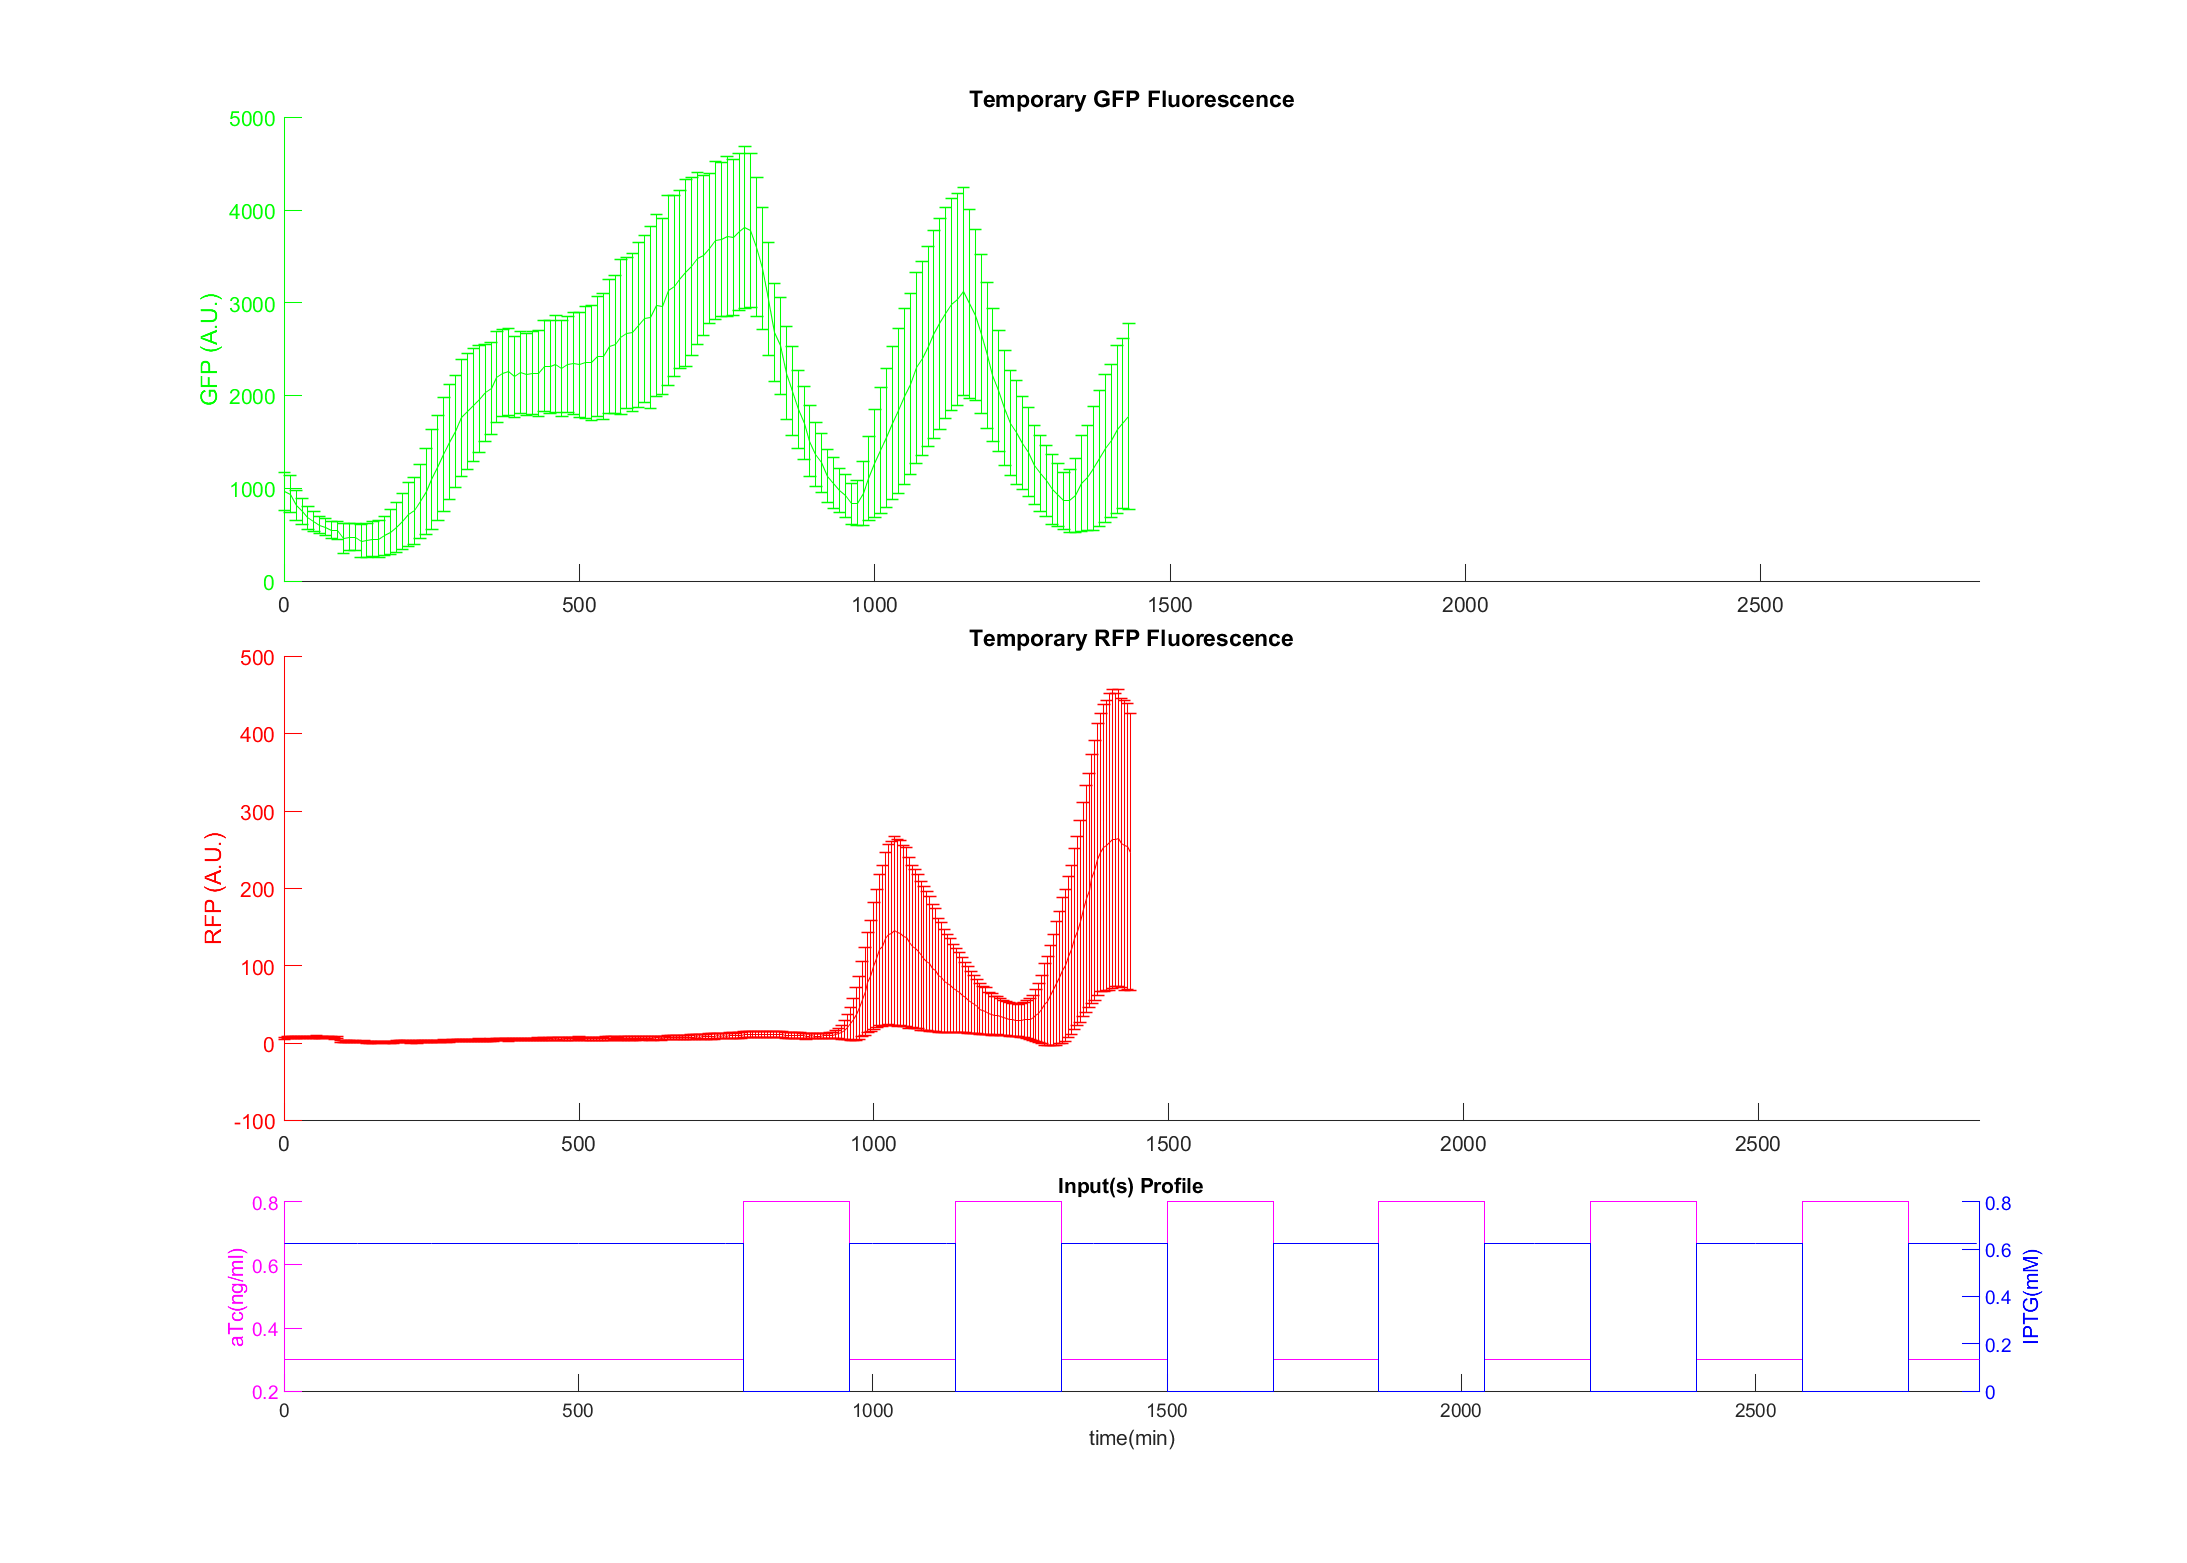 Temporary GFP Fluorescence
5000
4000
3000
2000
1000
0
GFP (A.U.)
0 500 1000 1500 2000 2500
Temporary RFP Fluorescence
500
400
300
200
100
0
-100
RFP (A.U.)
0 500 1000 1500 2000 2500
Input(s) Profile
0.8
0.6
0.4
0.2
aTc(ng/ml)
0.8
0.6
0.4
0.2
0
IPTG(mM)
0 500 1000 1500 2000 2500
time(min)